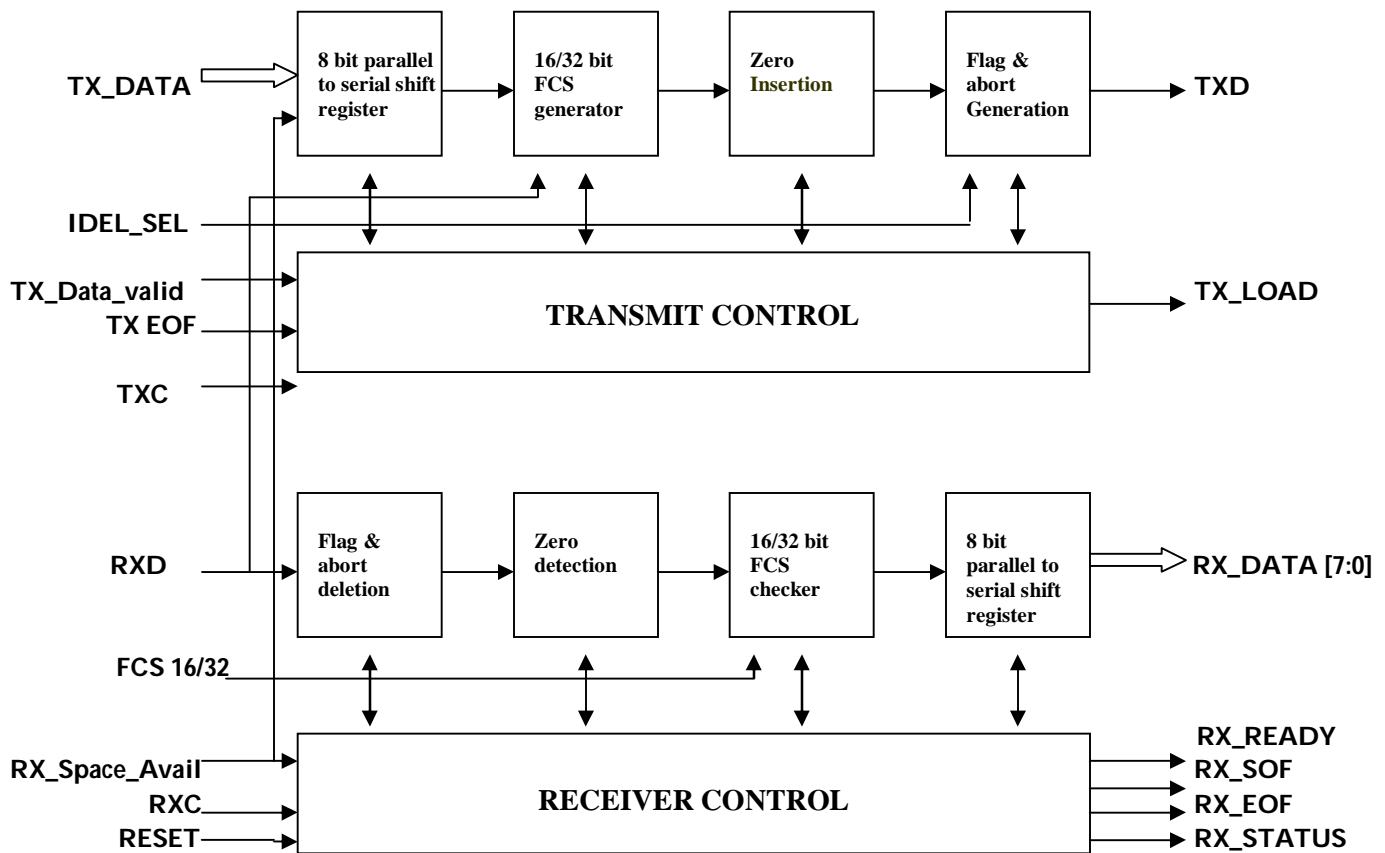 TX_DATA
8 bit parallel
to serial shift
register
16/32 bit
FCS
generator
Zero
Insertion
Flag &
abort
Generation
TXD
IDEL_SEL
TX_Data_valid
TX EOF
TXC
TRANSMIT CONTROL
TX_LOAD
RXD
Flag &
abort
deletion
Zero
detection
16/32 bit
FCS
checker
8 bit
parallel to
serial shift
register
RX_DATA [7:0]
FCS 16/32
RX_Space_Avail
RXC
RESET
RECEIVER CONTROL
RX_READY
RX_SOF
RX_EOF
RX_STATUS